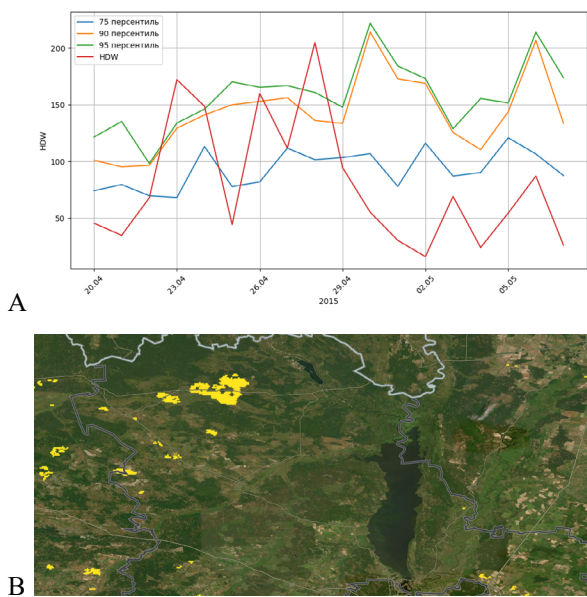 75 персентиль
90 персентиль
95 персентиль
HDW
HDW
200
150
100
50
20.04
23.04
26.04
29.04
02.05
05.05
2015
A
B